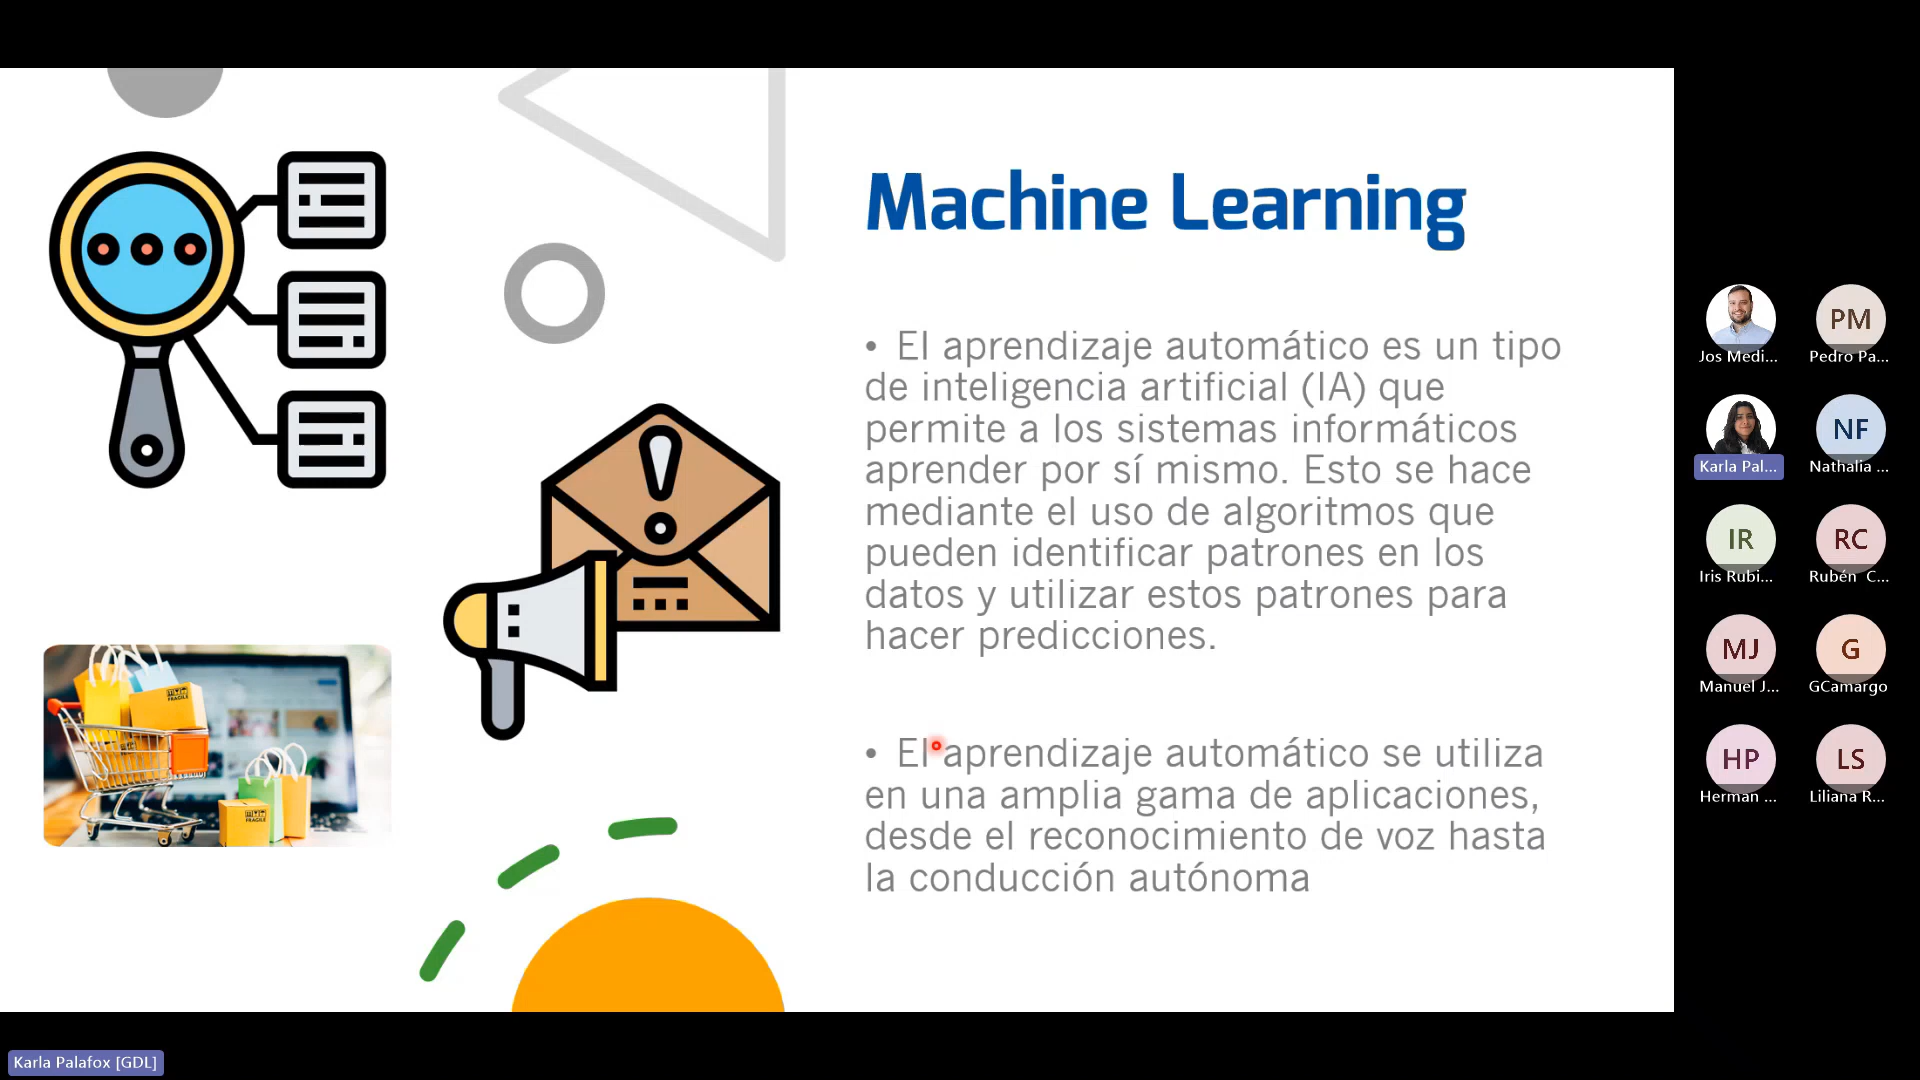 Machine Learning
• El aprendizaje automático es un tipo
de inteligencia artificial (IA) que
permite a los sistemas informáticos
aprender por sí mismo. Esto se hace
mediante el uso de algoritmos que
pueden identificar patrones en los
datos y utilizar estos patrones para
hacer predicciones.
• El aprendizaje automático se utiliza
en una amplia gama de aplicaciones,
desde el reconocimiento de voz hasta
la conducción autónoma
FRAGILE
FRAGILE
Jos Medi...
PM
Pedro Pa...
Karla Pal...
NF
Nathalia ...
IR
Iris Rubi...
RC
Rubén C...
MJ
Manuel J...
G
GCamargo
HP
Herman ...
LS
Liliana R...
Karla Palafox [GDL]